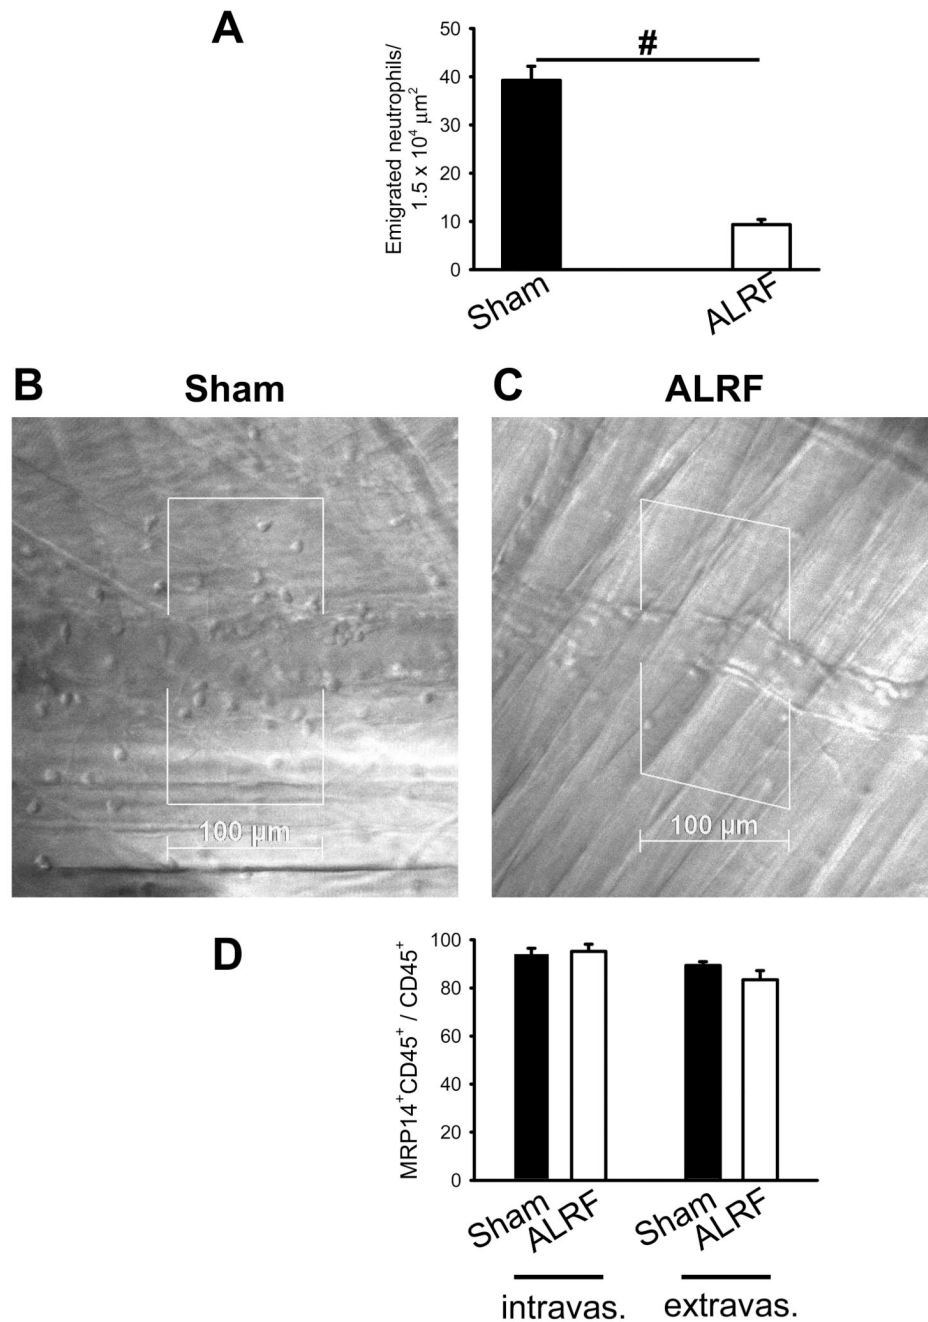 A
Emigrated neutrophils/
1.5 x 10⁴ µm²
50
40
30
20
10
0
#
Sham
ALRF
B
Sham
C
ALRF
100 µm
100 µm
D
MRP14⁺CD45⁺ / CD45⁺
100
80
60
40
20
0
Sham
ALRF
Sham
ALRF
intravas.
extravas.